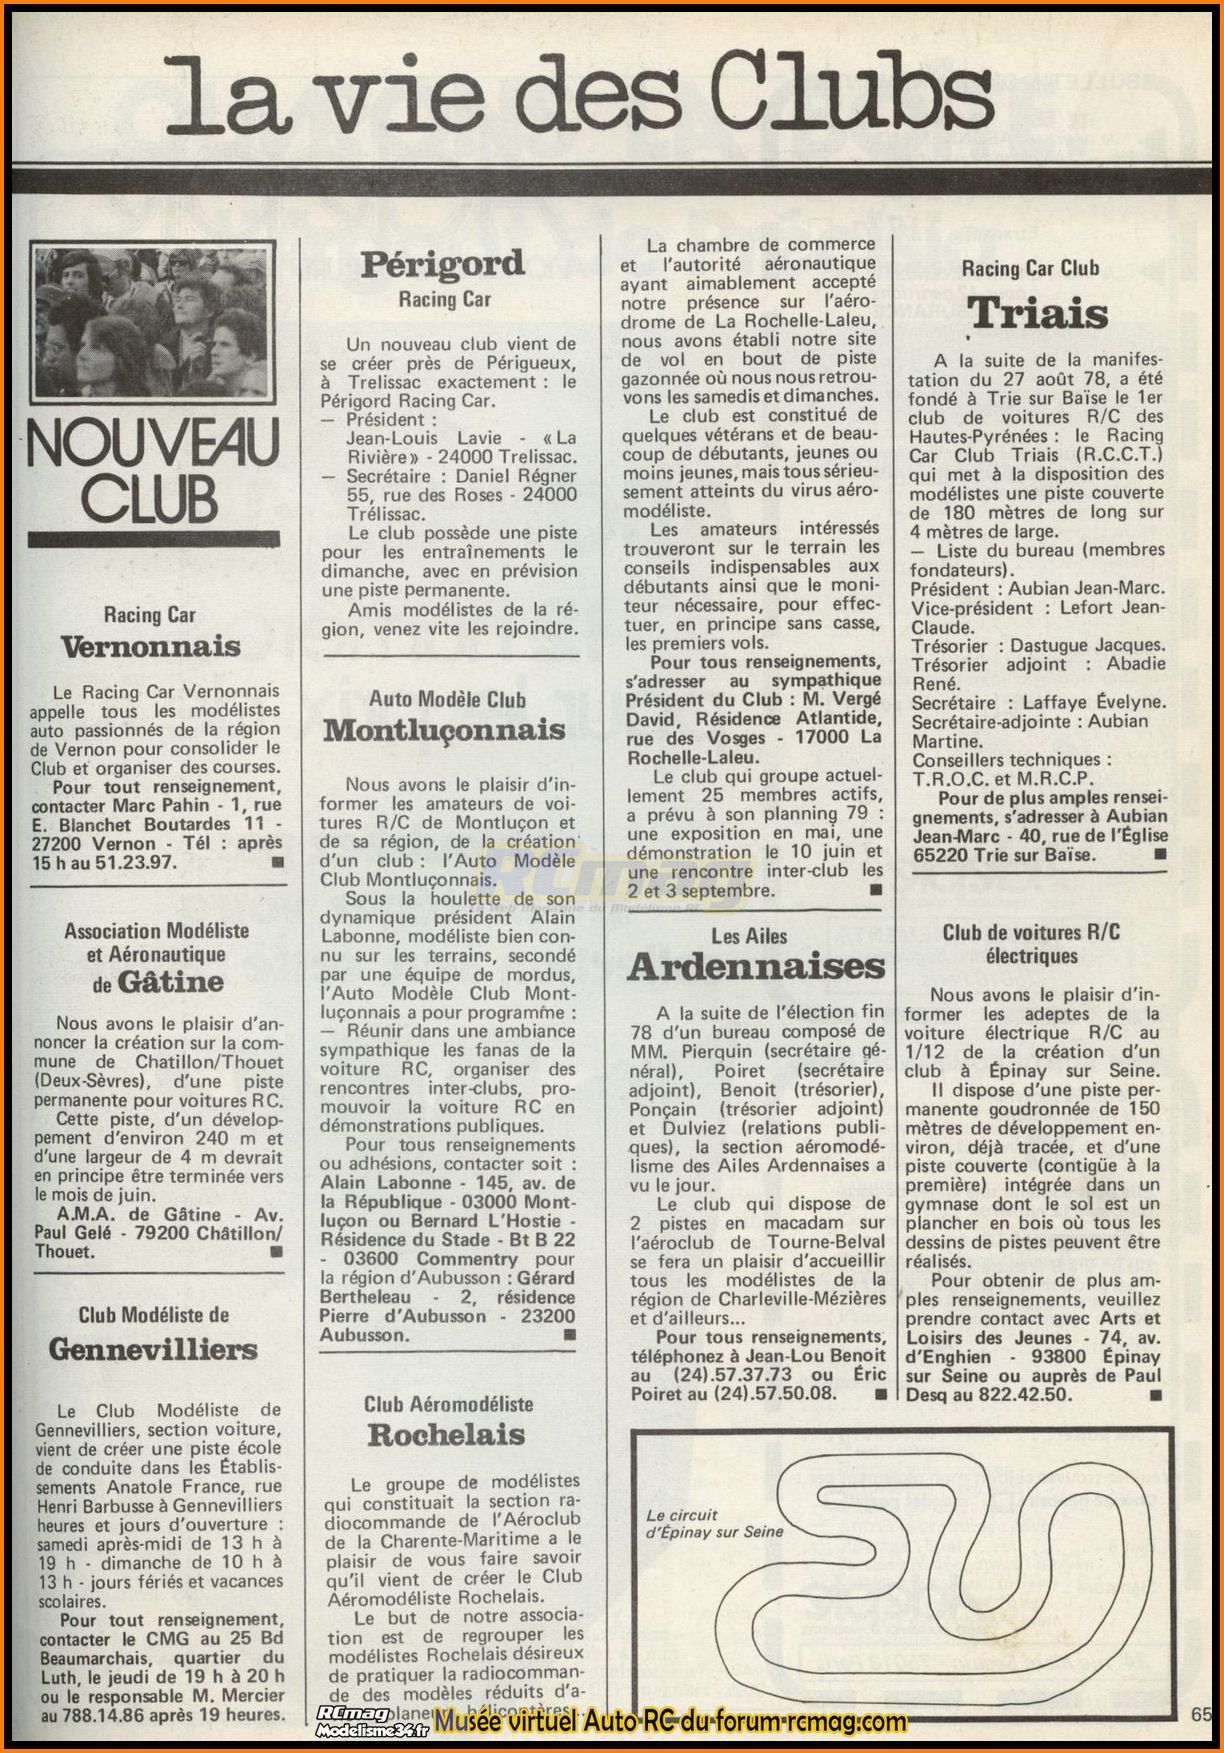 la vie des Clubs
NOUVEAU
CLUB
Racing Car
Vernonnais
Le Racing Car Vernonnais
appelle tous les modélistes
auto passionnés de la région
de Vernon pour consolider le
Club et organiser des courses.
Pour tout renseignement,
contacter Marc Pahin - 1, rue
E. Blanchet Boutardes 11 -
27200 Vernon - Tél : après
15 h au 51.23.97.
Association Modéliste
et Aéronautique
de Gâtine
Nous avons le plaisir d'an-
noncer la création sur la com-
mune de Chatillon/Thouet
(Deux-Sèvres), d'une piste
permanente pour voitures RC.
Cette piste, d'un dévelop-
pement d'environ 240 m et
d'une largeur de 4 m devrait
en principe être terminée vers
le mois de juin.
A.M.A. de Gâtine - Av.
Paul Gelé - 79200 Châtillon/
Thouet.
Club Modéliste de
Gennevilliers
Le Club Modéliste de
Gennevilliers, section voiture,
vient de créer une piste école
de conduite dans les Établis-
sements Anatole France, rue
Henri Barbusse à Gennevilliers
heures et jours d'ouverture :
samedi après-midi de 13 h à
19 h - dimanche de 10 h à
13 h - jours fériés et vacances
scolaires.
Pour tout renseignement,
contacter le CMG au 25 Bd
Beaumarchais, quartier du
Luth, le jeudi de 19 h à 20 h
ou le responsable M. Mercier
au 788.14.86 après 19 heures.
Périgord
Racing Car
Un nouveau club vient de
se créer près de Périgueux,
à Trelissac exactement : le
Périgord Racing Car.
— Président :
Jean-Louis Lavie - «La
Rivière» - 24000 Trelissac.
— Secrétaire : Daniel Régner
55, rue des Roses - 24000
Trélissac.
Le club possède une piste
pour les entraînements le
dimanche, avec en prévision
une piste permanente.
Amis modélistes de la ré-
gion, venez vite les rejoindre.
Auto Modèle Club
Montluçonnais
Nous avons le plaisir d'in-
former les amateurs de voi-
tures R/C de Montluçon et
de sa région, de la création
d'un club : l'Auto Modèle
Club Montluçonnais.
Sous la houlette de son
dynamique président Alain
Labonne, modéliste bien con-
nu sur les terrains, secondé
par une équipe de mordus,
l'Auto Modèle Club Mont-
luçonnais a pour programme :
— Réunir dans une ambiance
sympathique les fanas de la
voiture RC, organiser des
rencontres inter-clubs, pro-
mouvoir la voiture RC en
démonstrations publiques.
Pour tous renseignements
ou adhésions, contacter soit :
Alain Labonne - 145, av. de
la République - 03000 Mont-
luçon ou Bernard L'Hostie -
Résidence du Stade - Bt B 22
- 03600 Commentry pour
la région d'Aubusson : Gérard
Bertheleau - 2, résidence
Pierre d'Aubusson - 23200
Aubusson.
Club Aéromodéliste
Rochelais
Le groupe de modélistes
qui constituait la section ra-
diocommande de l'Aéroclub
de la Charente-Maritime a le
plaisir de vous faire savoir
qu'il vient de créer le Club
Aéromodéliste Rochelais.
Le but de notre associa-
tion est de regrouper les
modélistes Rochelais désireux
de pratiquer la radiocomman-
de des modèles réduits d'a-
hélicoptères...
La chambre de commerce
et l'autorité aéronautique
ayant aimablement accepté
notre présence sur l'aéro-
drome de La Rochelle-Laleu,
nous avons établi notre site
de vol en bout de piste
gazonnée où nous nous retrou-
vons les samedis et dimanches.
Le club est constitué de
quelques vétérans et de beau-
coup de débutants, jeunes ou
moins jeunes, mais tous sérieu-
sement atteints du virus aéro-
modéliste.
Les amateurs intéressés
trouveront sur le terrain les
conseils indispensables aux
débutants ainsi que le moni-
teur nécessaire, pour effec-
tuer, en principe sans casse,
les premiers vols.
Pour tous renseignements,
s'adresser au sympathique
Président du Club : M. Vergé
David, Résidence Atlantide,
rue des Vosges - 17000 La
Rochelle-Laleu.
Le club qui groupe actuel-
lement 25 membres actifs,
a prévu à son planning 79 :
une exposition en mai, une
démonstration le 10 juin et
une rencontre inter-club les
2 et 3 septembre.
Les Ailes
Ardennaises
A la suite de l'élection fin
78 d'un bureau composé de
MM. Pierquin (secrétaire gé-
néral), Poiret (secrétaire
adjoint), Benoit (trésorier),
Ponçain (trésorier adjoint)
et Dulviez (relations publi-
ques), la section aéromodé-
lisme des Ailes Ardennaises a
vu le jour.
Le club qui dispose de
2 pistes en macadam sur
l'aéroclub de Tourne-Belval
se fera un plaisir d'accueillir
tous les modélistes de la
région de Charleville-Mézières
et d'ailleurs...
Pour tous renseignements,
téléphonez à Jean-Lou Benoit
au (24).57.37.73 ou Éric
Poiret au (24).57.50.08.
Racing Car Club
Triais
A la suite de la manifes-
tation du 27 août 78, a été
fondé à Trie sur Baïse le 1er
club de voitures R/C des
Hautes-Pyrénées : le Racing
Car Club Triais (R.C.C.T.)
qui met à la disposition des
modélistes une piste couverte
de 180 mètres de long sur
4 mètres de large.
— Liste du bureau (membres
fondateurs).
Président : Aubian Jean-Marc.
Vice-président : Lefort Jean-
Claude.
Trésorier : Dastugue Jacques.
Trésorier adjoint : Abadie
René.
Secrétaire : Laffaye Évelyne.
Secrétaire-adjointe : Aubian
Martine.
Conseillers techniques :
T.R.O.C. et M.R.C.P.
Pour de plus amples rensei-
gnements, s'adresser à Aubian
Jean-Marc - 40, rue de l'Église
65220 Trie sur Baïse.
Club de voitures R/C
électriques
Nous avons le plaisir d'in-
former les adeptes de la
voiture électrique R/C au
1/12 de la création d'un
club à Épinay sur Seine.
Il dispose d'une piste per-
manente goudronnée de 150
mètres de développement en-
viron, déjà tracée, et d'une
piste couverte (contigüe à la
première) intégrée dans un
gymnase dont le sol est un
plancher en bois où tous les
dessins de pistes peuvent être
réalisés.
Pour obtenir de plus am-
ples renseignements, veuillez
prendre contact avec Arts et
Loisirs des Jeunes - 74, av.
d'Enghien - 93800 Épinay
sur Seine ou auprès de Paul
Desq au 822.42.50.
Le circuit
d'Épinay sur Seine
65
RCmag
Modelisme34.fr
Musée virtuel Auto RC du forum-rcmag.com
RCmag